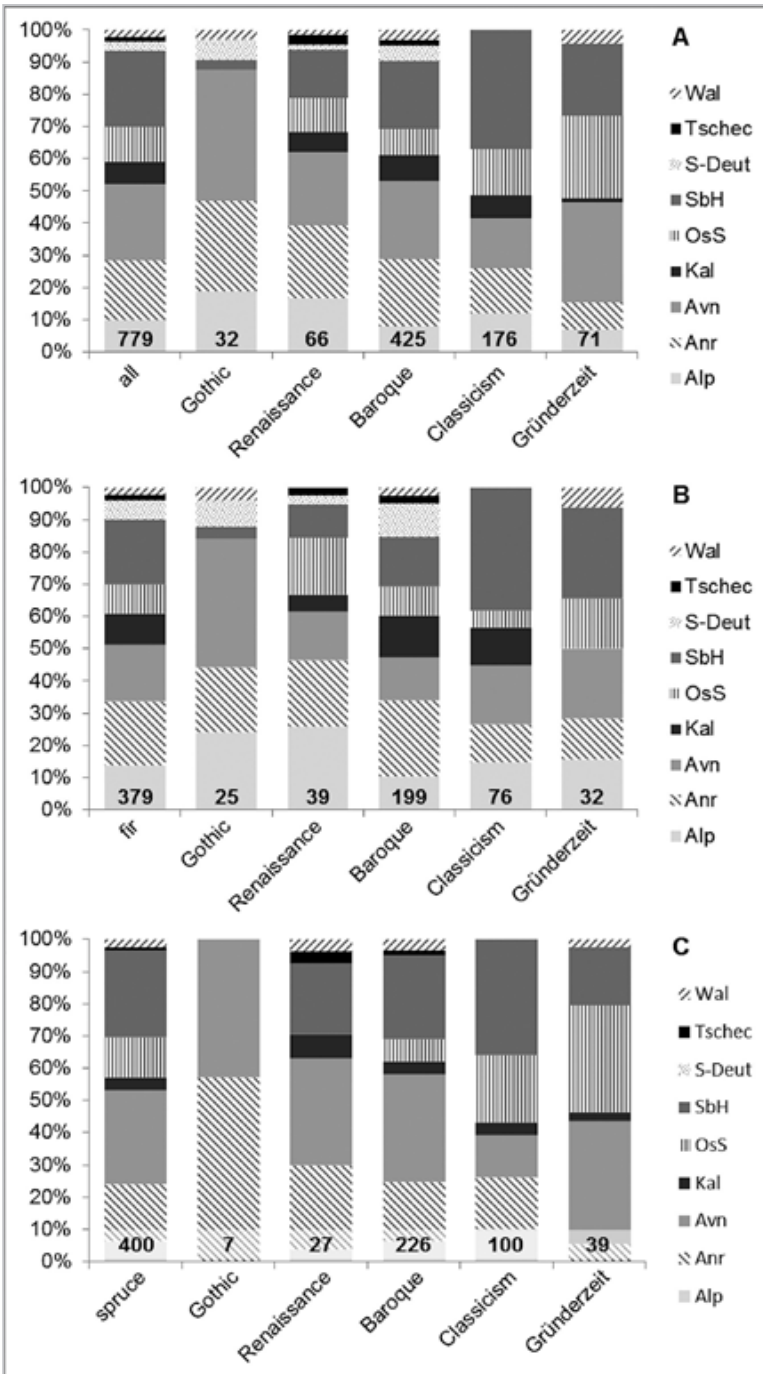 A
100%
90%
80%
70%
60%
50%
40%
30%
20%
10%
0%
779 32 66 425 176 71
all Gothic Renaissance Baroque Classicism Gründerzeit
Wal
Tschec
S-Deut
SbH
OsS
Kal
Avn
Anr
Alp
B
100%
90%
80%
70%
60%
50%
40%
30%
20%
10%
0%
379 25 39 199 76 32
fir Gothic Renaissance Baroque Classicism Gründerzeit
Wal
Tschec
S-Deut
SbH
OsS
Kal
Avn
Anr
Alp
C
100%
90%
80%
70%
60%
50%
40%
30%
20%
10%
0%
400 7 27 226 100 39
spruce Gothic Renaissance Baroque Classicism Gründerzeit
Wal
Tschec
S-Deut
SbH
OsS
Kal
Avn
Anr
Alp